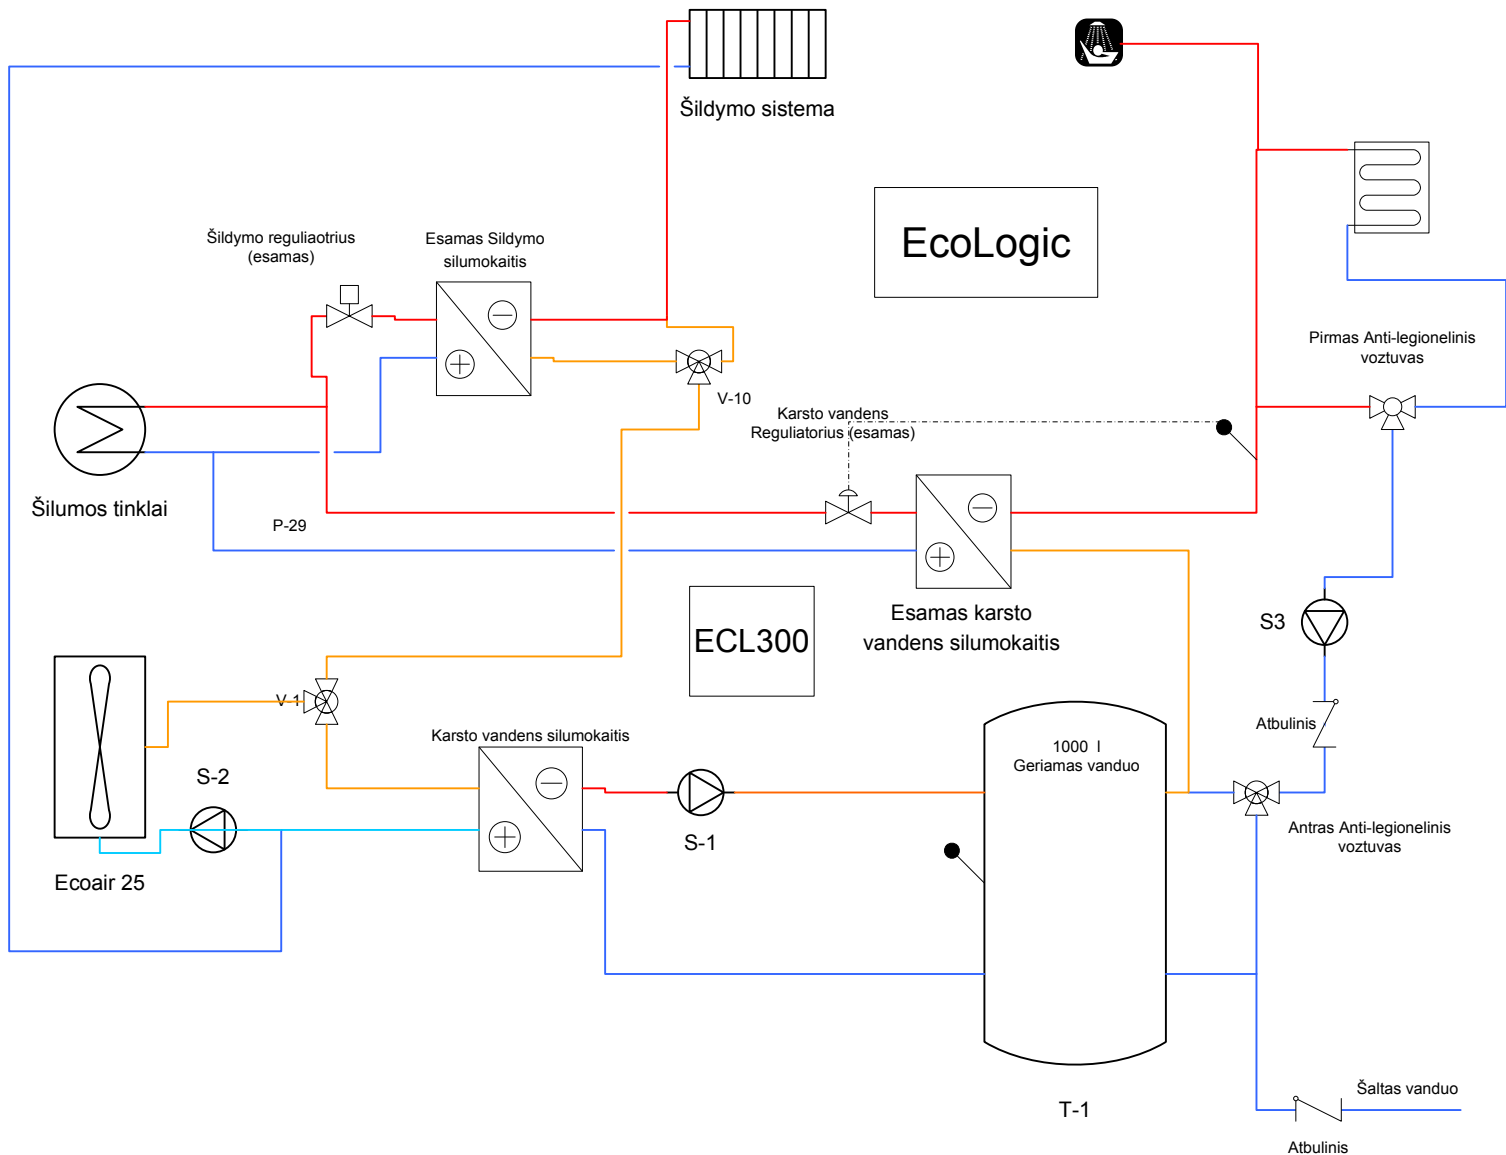 Šildymo sistema
EcoLogic
Šildymo reguliaotrius
(esamas)
Esamas Sildymo
silumokaitis
Pirmas Anti-legionelinis
voztuvas
V-10
Karsto vandens
Reguliatorius (esamas)
Šilumos tinklai
P-29
ECL300
Esamas karsto
vandens silumokaitis
S3
V-1
Karsto vandens silumokaitis
Atbulinis
1000 l
Geriamas vanduo
S-2
S-1
Antras Anti-legionelinis
voztuvas
Ecoair 25
T-1
Šaltas vanduo
Atbulinis